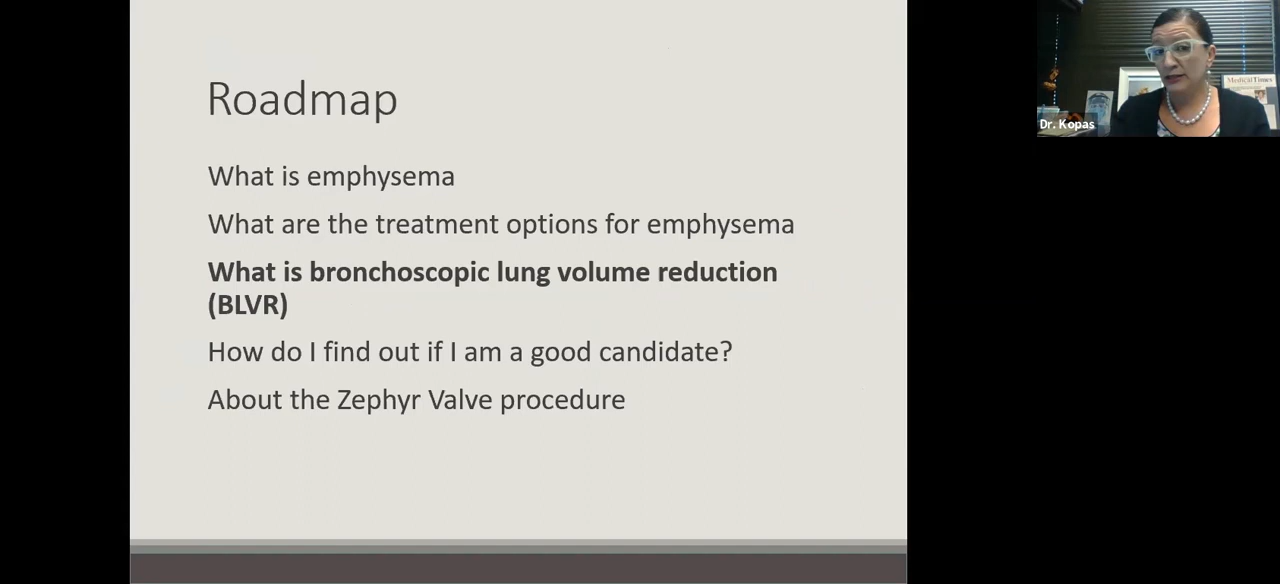 Roadmap
What is emphysema
What are the treatment options for emphysema
What is bronchoscopic lung volume reduction
(BLVR)
How do I find out if I am a good candidate?
About the Zephyr Valve procedure
Dr. Kopas
MedicalTimes